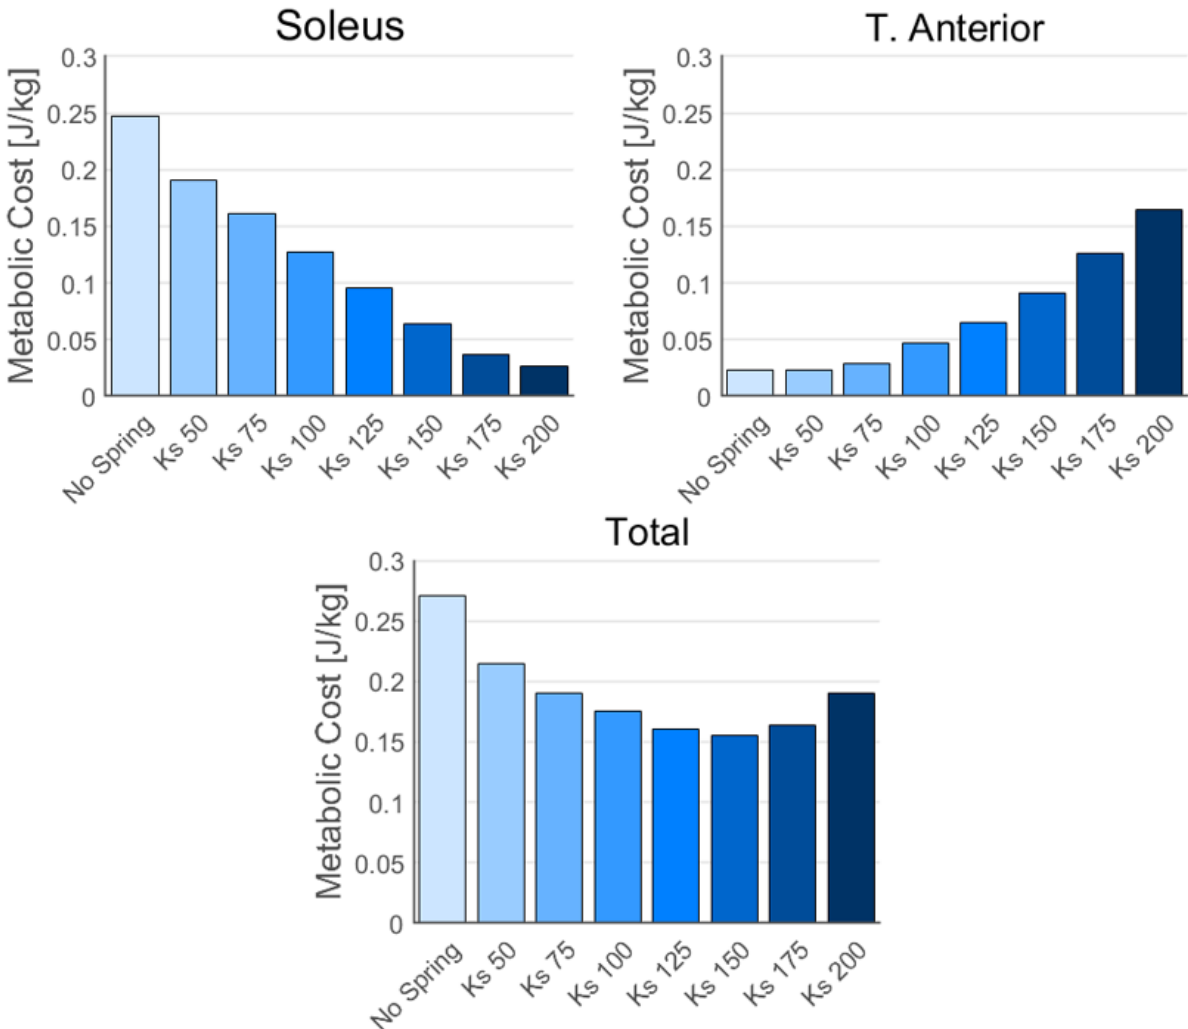 Soleus
Metabolic Cost [J/kg]
0.3
0.25
0.2
0.15
0.1
0.05
0
No Spring
Ks 50
Ks 75
Ks 100
Ks 125
Ks 150
Ks 175
Ks 200
T. Anterior
Metabolic Cost [J/kg]
0.3
0.25
0.2
0.15
0.1
0.05
0
No Spring
Ks 50
Ks 75
Ks 100
Ks 125
Ks 150
Ks 175
Ks 200
Total
Metabolic Cost [J/kg]
0.3
0.25
0.2
0.15
0.1
0.05
0
No Spring
Ks 50
Ks 75
Ks 100
Ks 125
Ks 150
Ks 175
Ks 200